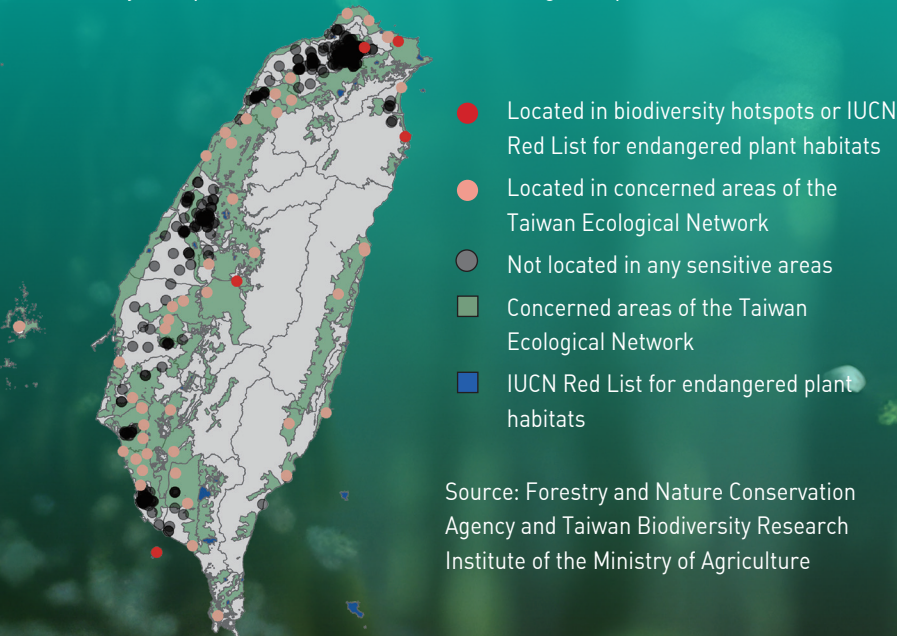 Located in biodiversity hotspots or IUCN
Red List for endangered plant habitats
Located in concerned areas of the
Taiwan Ecological Network
Not located in any sensitive areas
Concerned areas of the Taiwan
Ecological Network
IUCN Red List for endangered plant
habitats
Source: Forestry and Nature Conservation
Agency and Taiwan Biodiversity Research
Institute of the Ministry of Agriculture